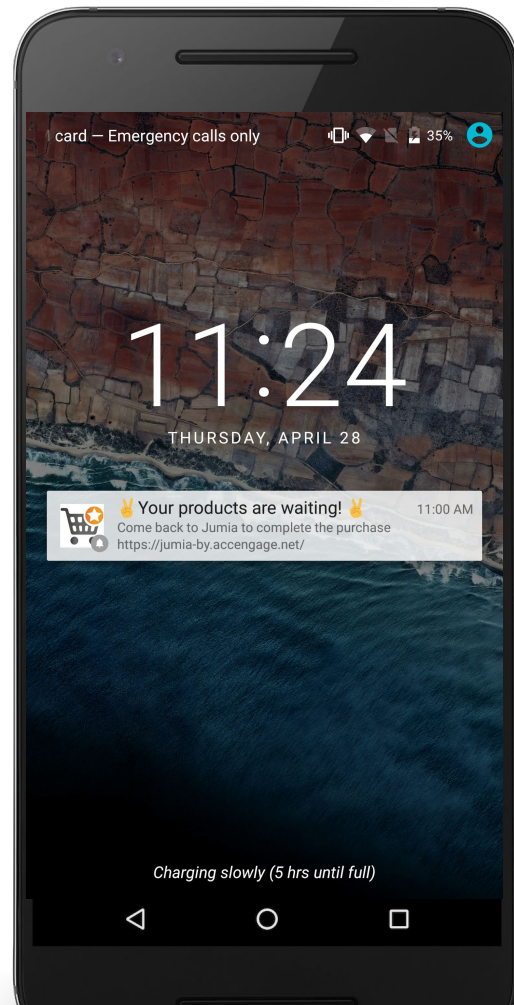 card — Emergency calls only 35%
11:24
THURSDAY, APRIL 28
✌Your products are waiting! ✌ 11:00 AM
Come back to Jumia to complete the purchase
https://jumia-by.accengage.net/
Charging slowly (5 hrs until full)